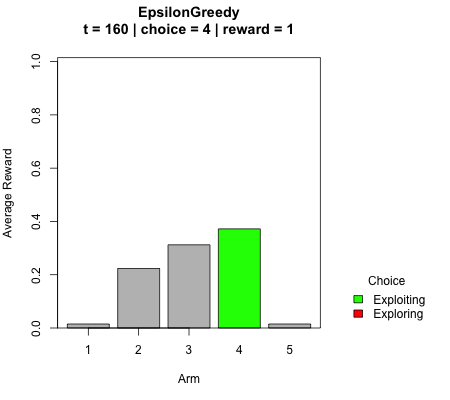 EpsilonGreedy
t = 160 | choice = 4 | reward = 1
Average Reward
1.0
0.8
0.6
0.4
0.2
0.0
1 2 3 4 5
Arm
Choice
Exploiting
Exploring